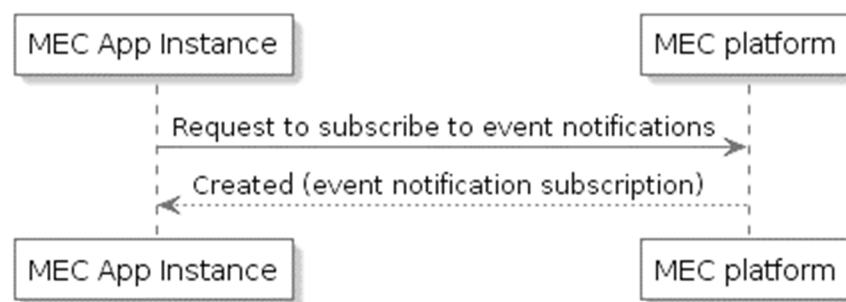 MEC App Instance
MEC platform
Request to subscribe to event notifications
Created (event notification subscription)
MEC App Instance
MEC platform